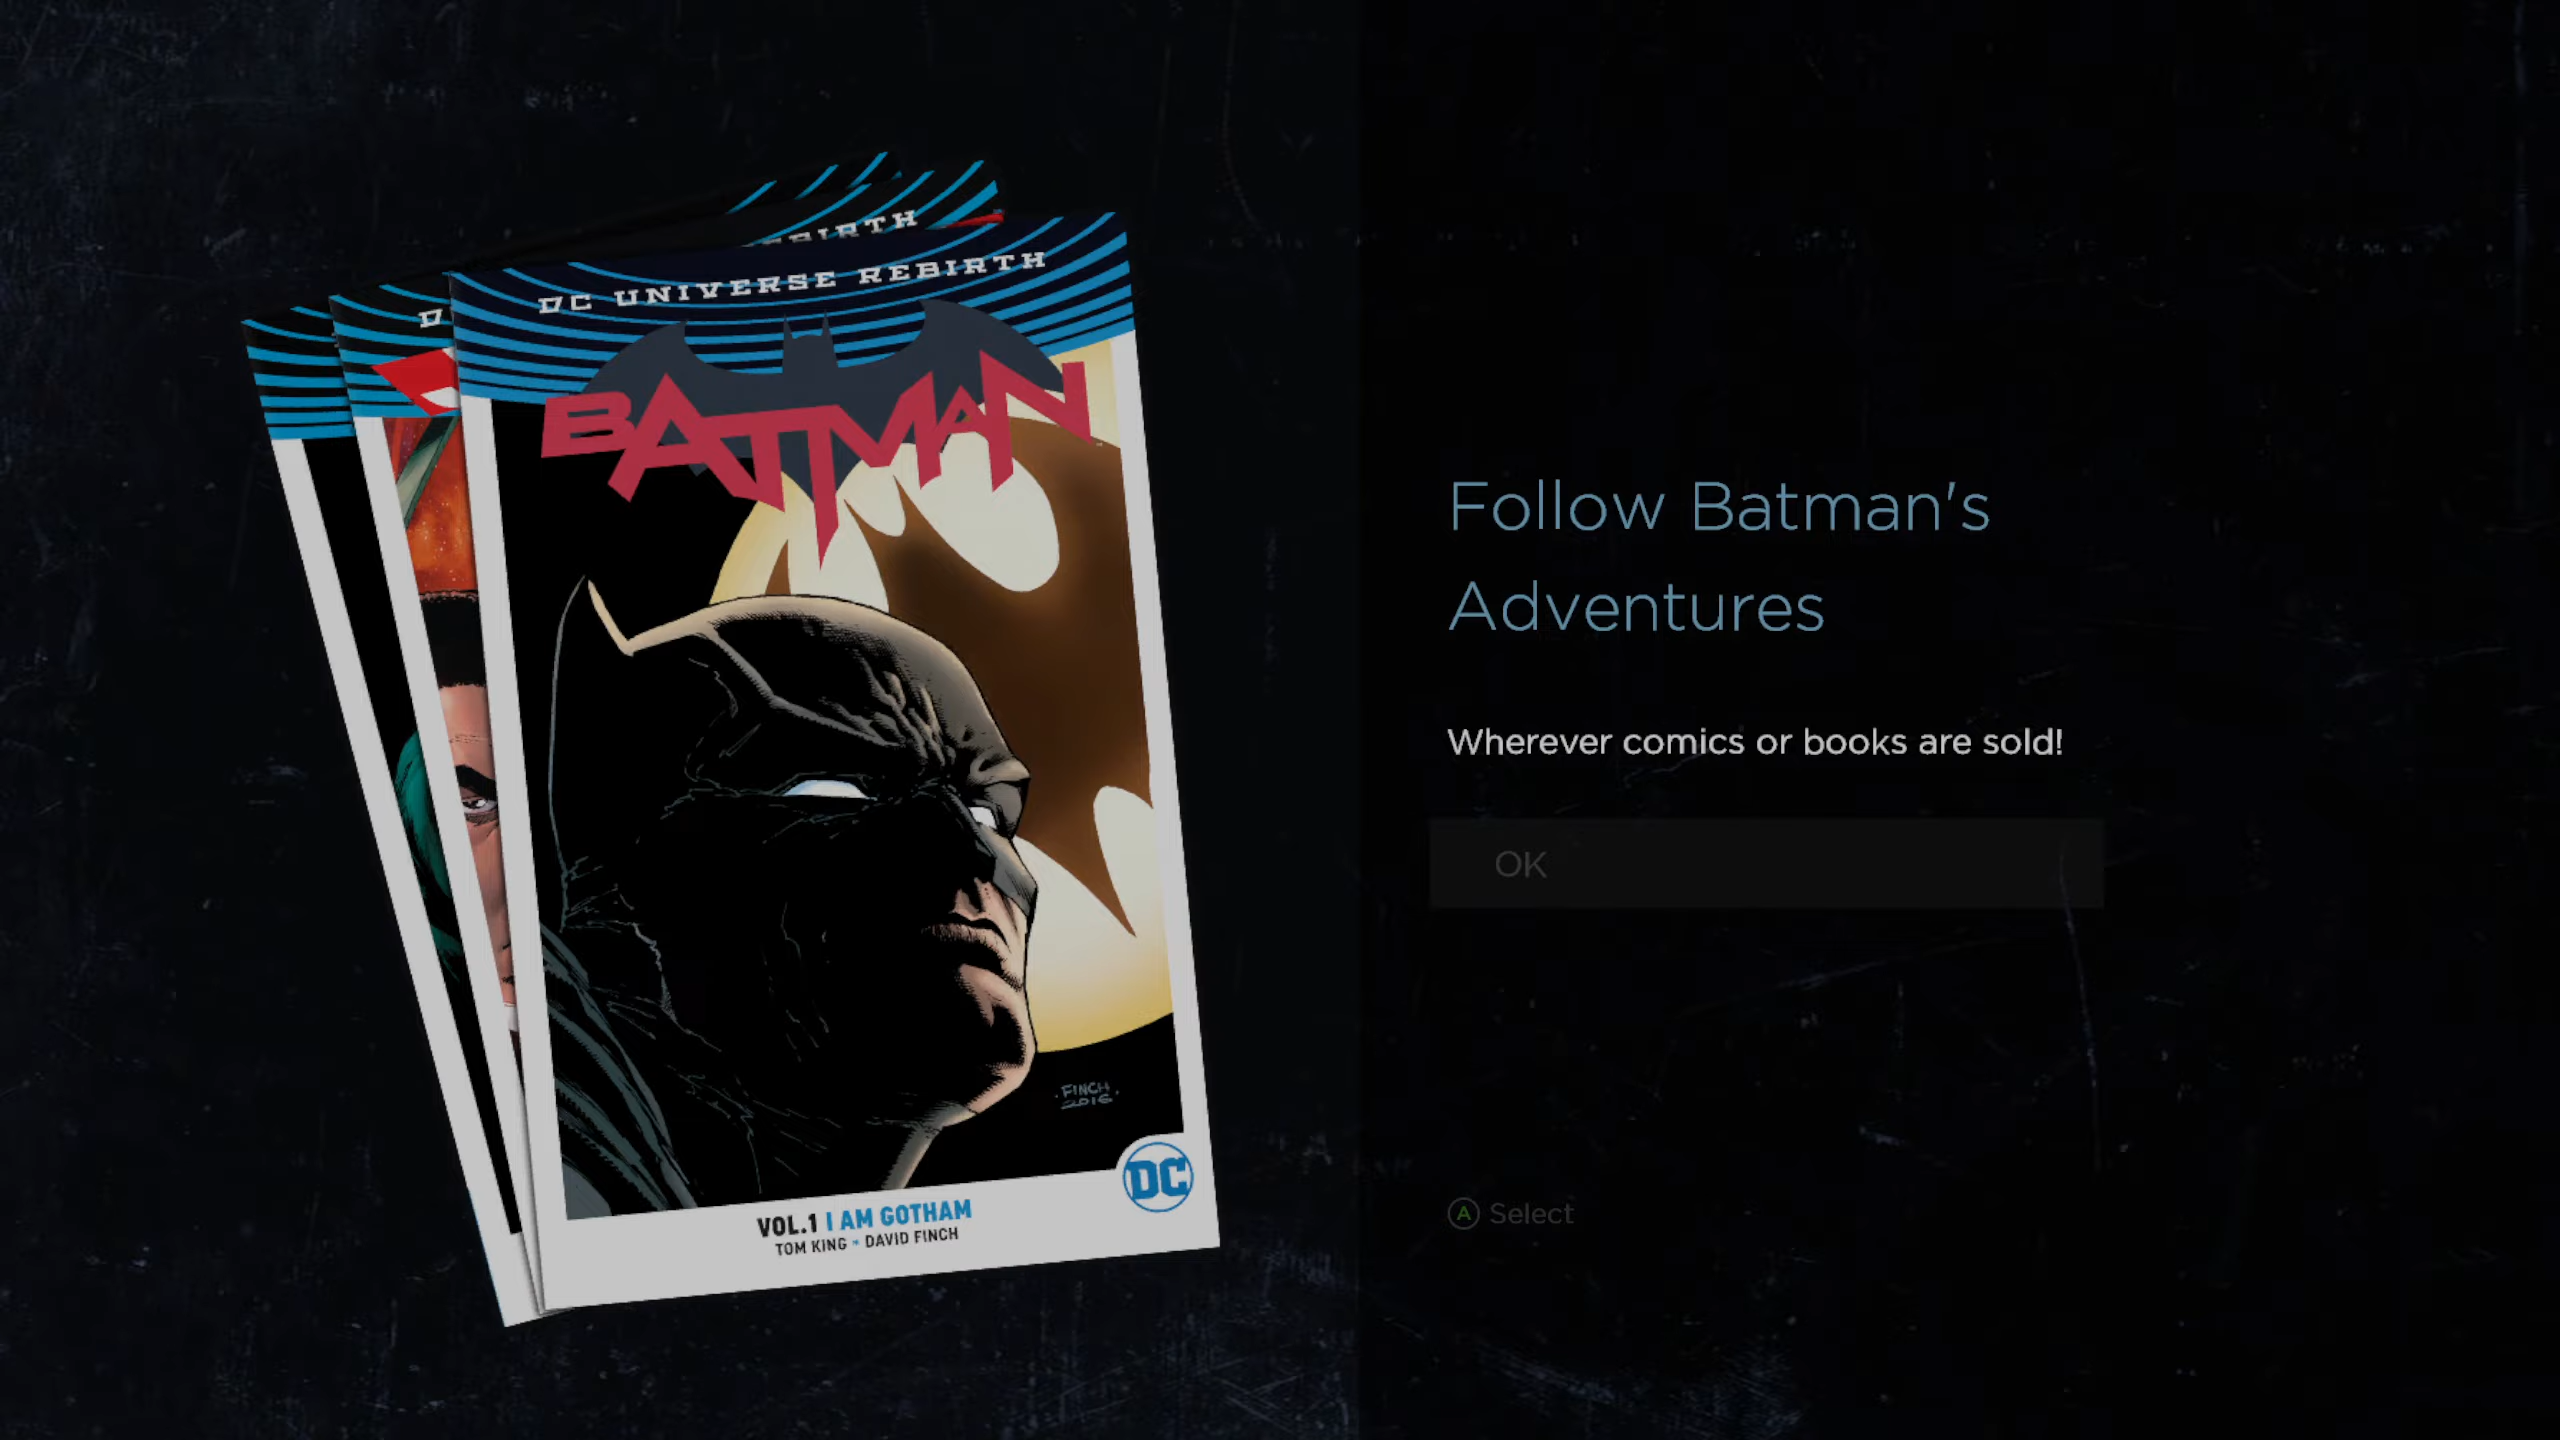 REBIRTH
D
DC UNIVERSE REBIRTH
BATMAN
FINCH
2016
DC
VOL.1 I AM GOTHAM
TOM KING • DAVID FINCH
Follow Batman's
Adventures
Wherever comics or books are sold!
OK
A Select